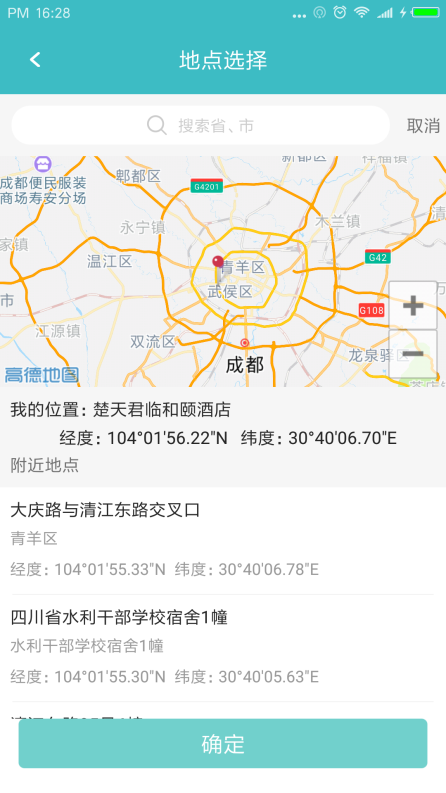 PM 16:28
地点选择
搜索省、市
取消
新都区
祥福镇
郫都区
G4201
成都便民服装
商场寿安分场
永宁镇
木兰镇
温江区
G42
青羊区
武侯区
G108
江源镇
双流区
龙泉驿区
成都
高德地图
我的位置: 楚天君临和颐酒店
经度: 104°01'56.22"N 纬度: 30°40'06.70"E
附近地点
大庆路与清江东路交叉口
青羊区
经度: 104°01'55.33"N 纬度: 30°40'06.78"E
四川省水利干部学校宿舍1幢
水利干部学校宿舍1幢
经度: 104°01'55.30"N 纬度: 30°40'05.63"E
确定